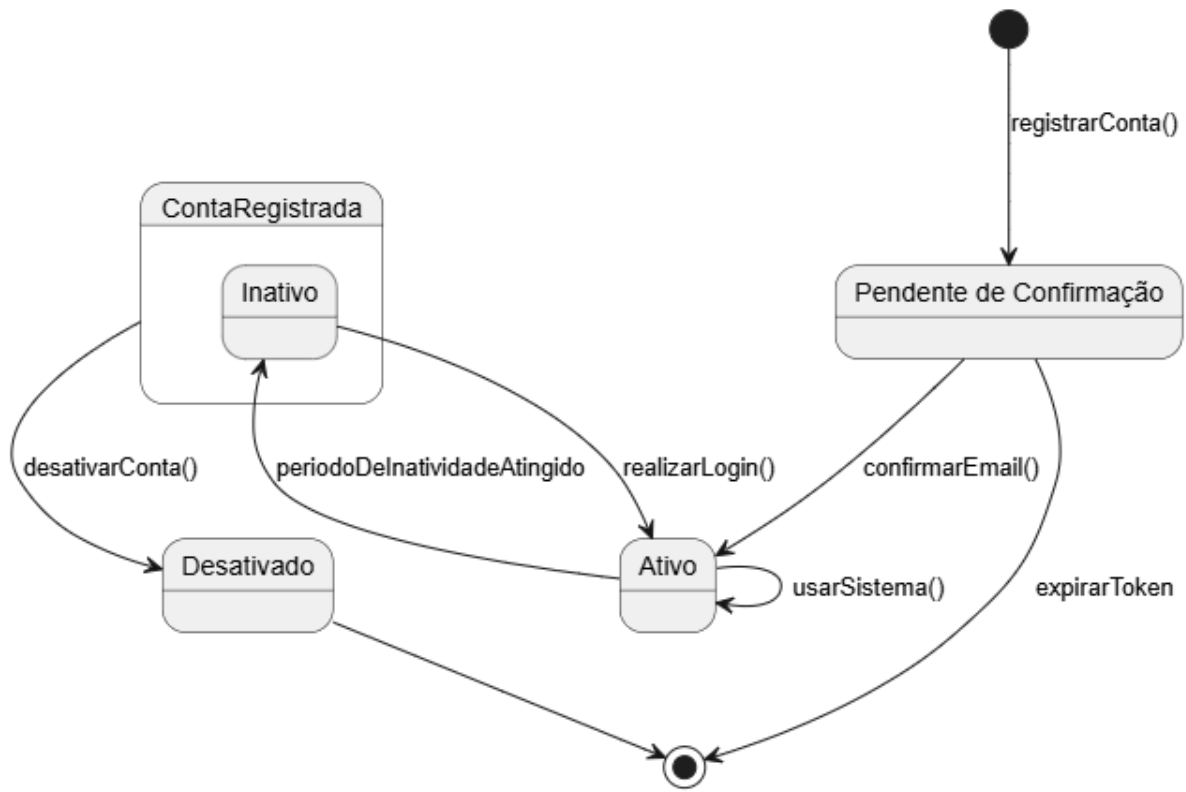 registrarConta()
ContaRegistrada
Inativo
Pendente de Confirmação
desativarConta()
periodoDeInatividadeAtingido
realizarLogin()
confirmarEmail()
Desativado
Ativo
usarSistema()
expirarToken